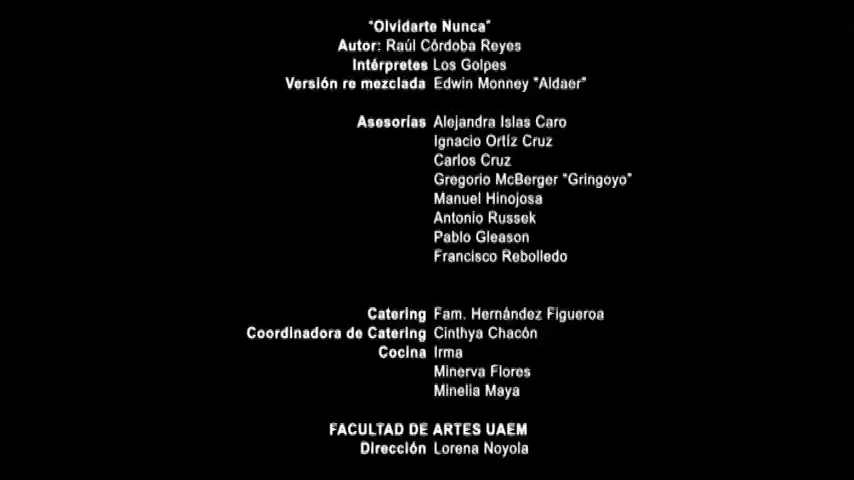 "Olvidarte Nunca"
Autor: Raúl Córdoba Reyes
Intérpretes Los Golpes
Versión re mezclada Edwin Monney "Aldaer"
Asesorías Alejandra Islas Caro
Ignacio Ortíz Cruz
Carlos Cruz
Gregorio McBerger "Gringoyo"
Manuel Hinojosa
Antonio Russek
Pablo Gleason
Francisco Rebolledo
Catering Fam. Hernández Figueroa
Coordinadora de Catering Cinthya Chacón
Cocina Irma
Minerva Flores
Minelia Maya
FACULTAD DE ARTES UAEM
Dirección Lorena Noyola